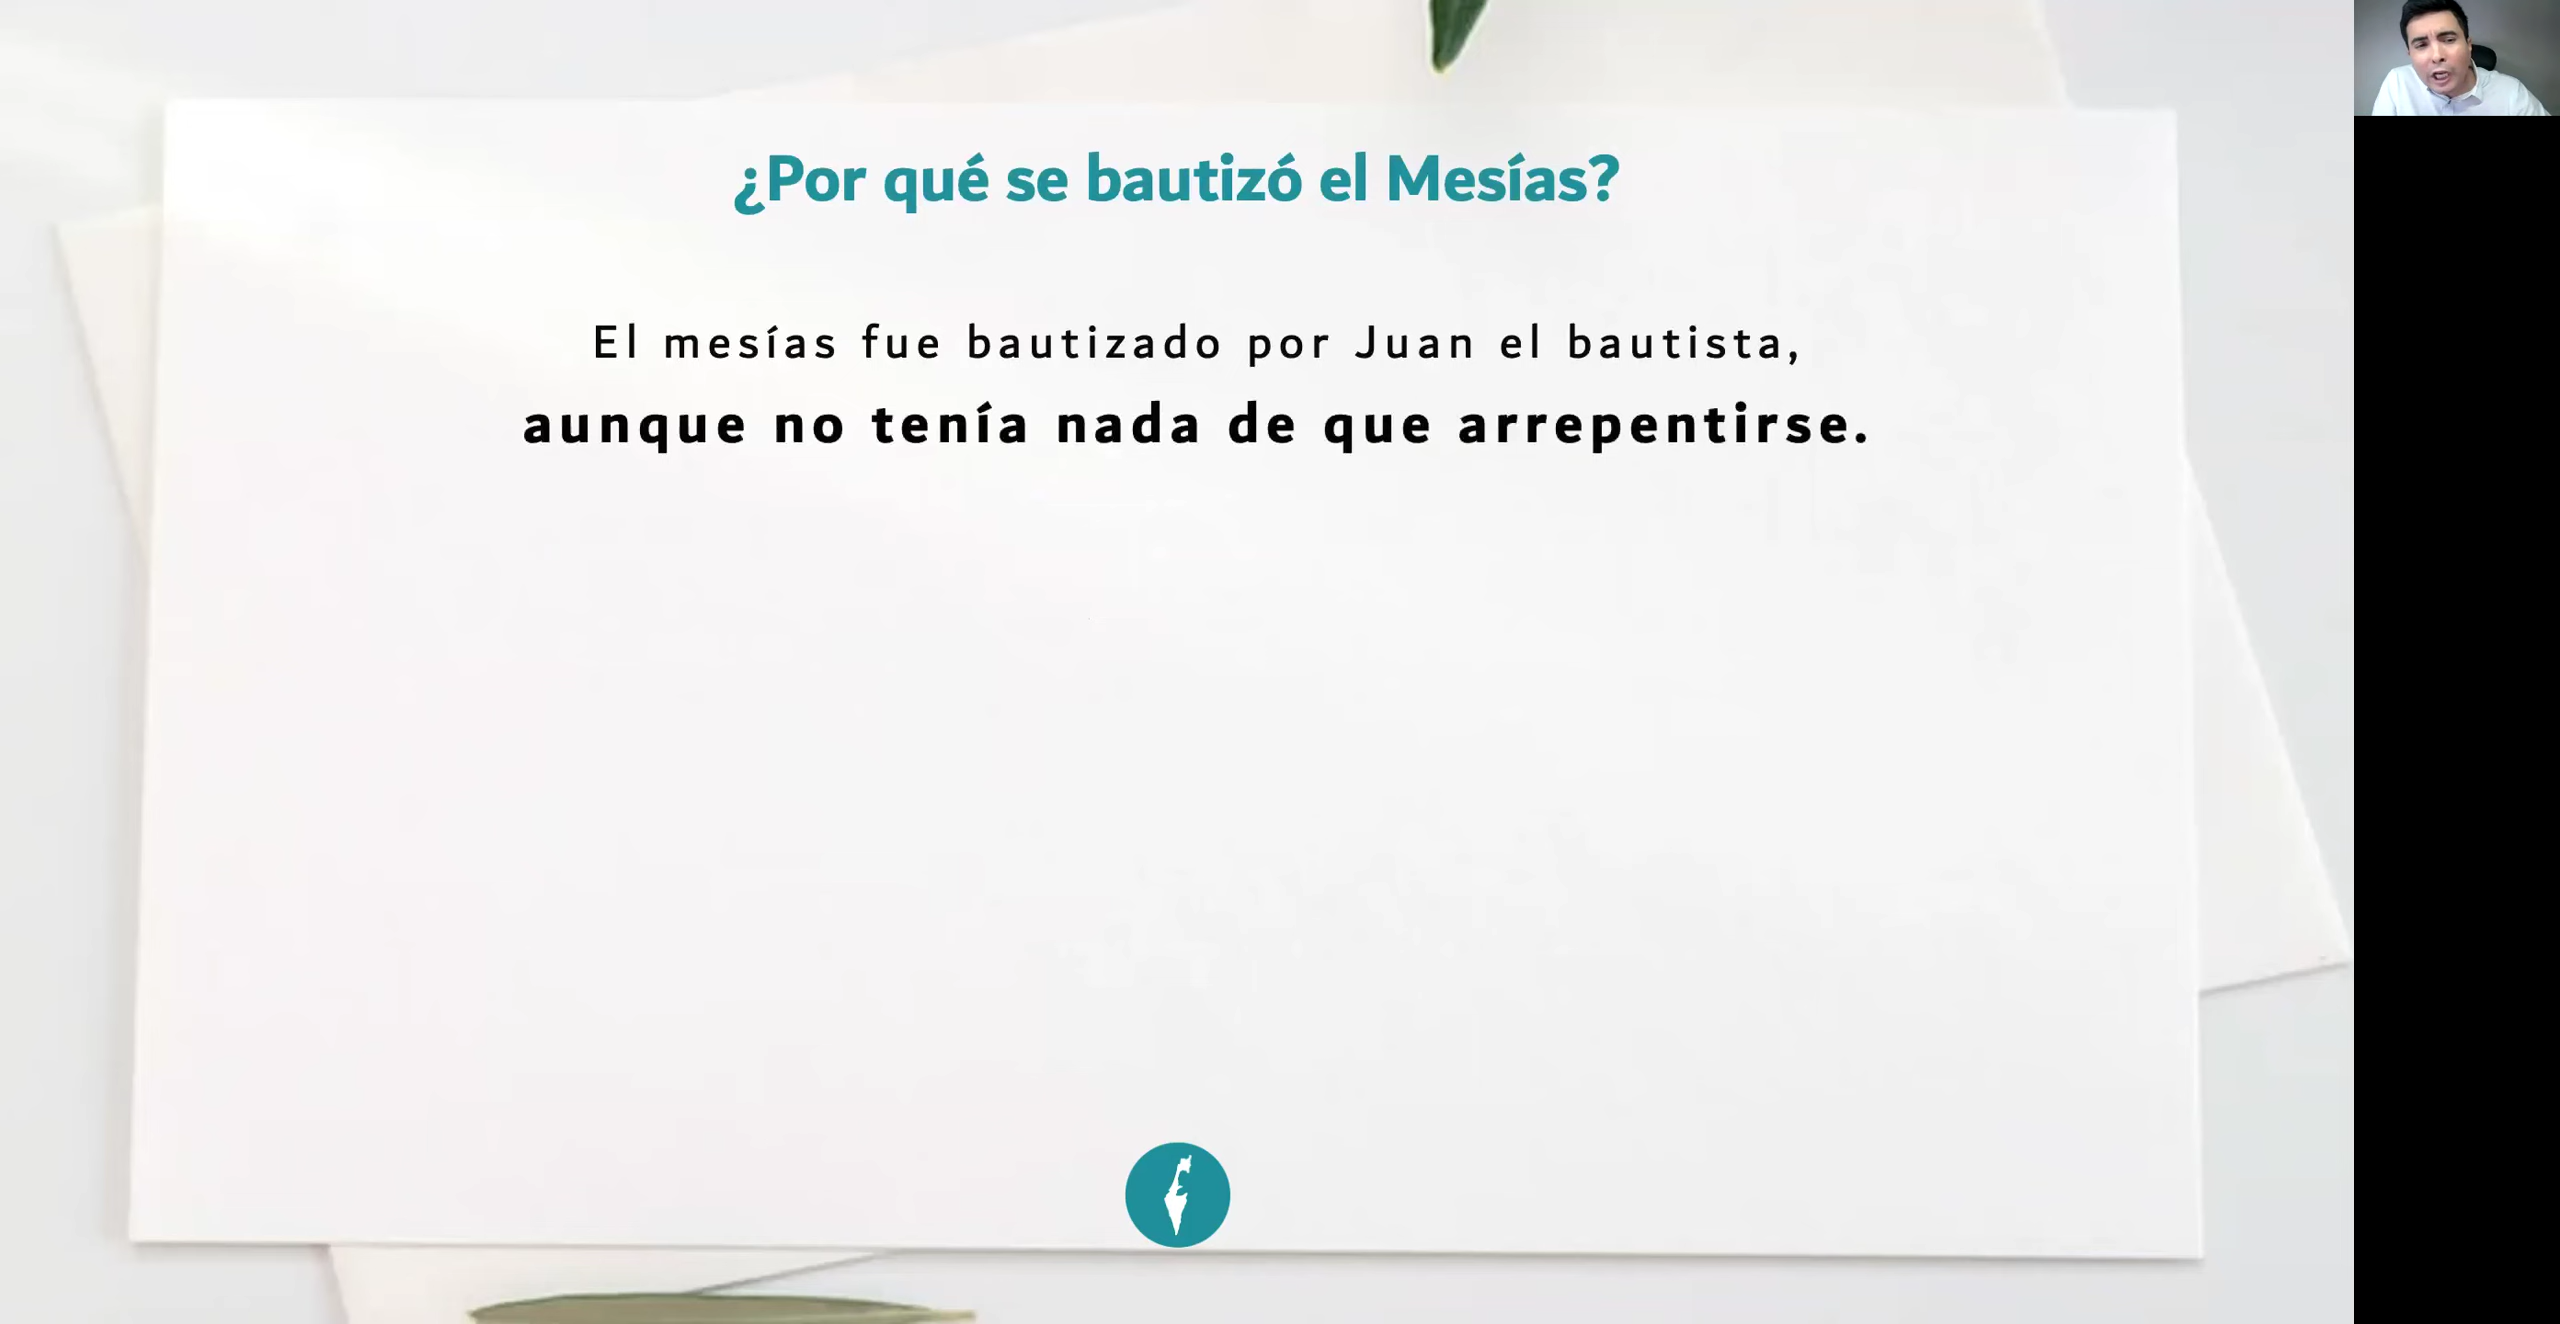 ¿Por qué se bautizó el Mesías?
El mesías fue bautizado por Juan el bautista,
aunque no tenía nada de que arrepentirse.